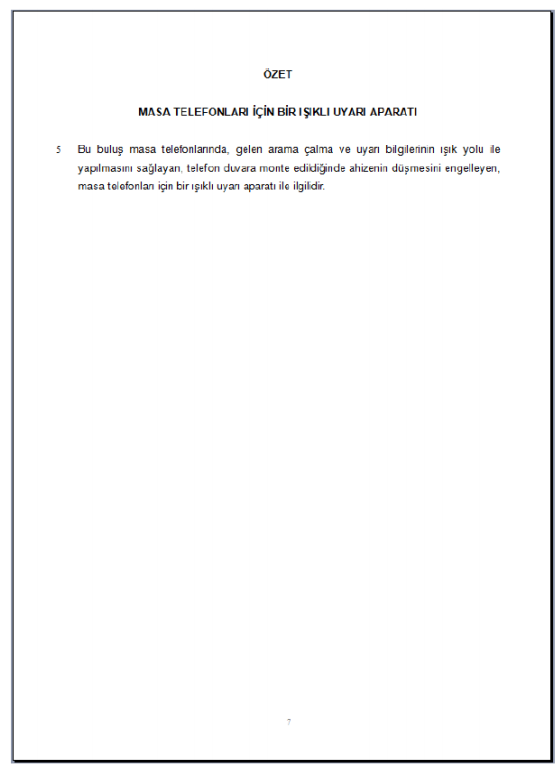 ÖZET
MASA TELEFONLARI İÇİN BİR IŞIKLI UYARI APARATI
5 Bu buluş masa telefonlarında, gelen arama çalma ve uyarı bilgilerinin ışık yolu ile
yapılmasını sağlayan, telefon duvara monte edildiğinde ahizenin düşmesini engelleyen,
masa telefonları için bir ışıklı uyarı aparatı ile ilgilidir.
7